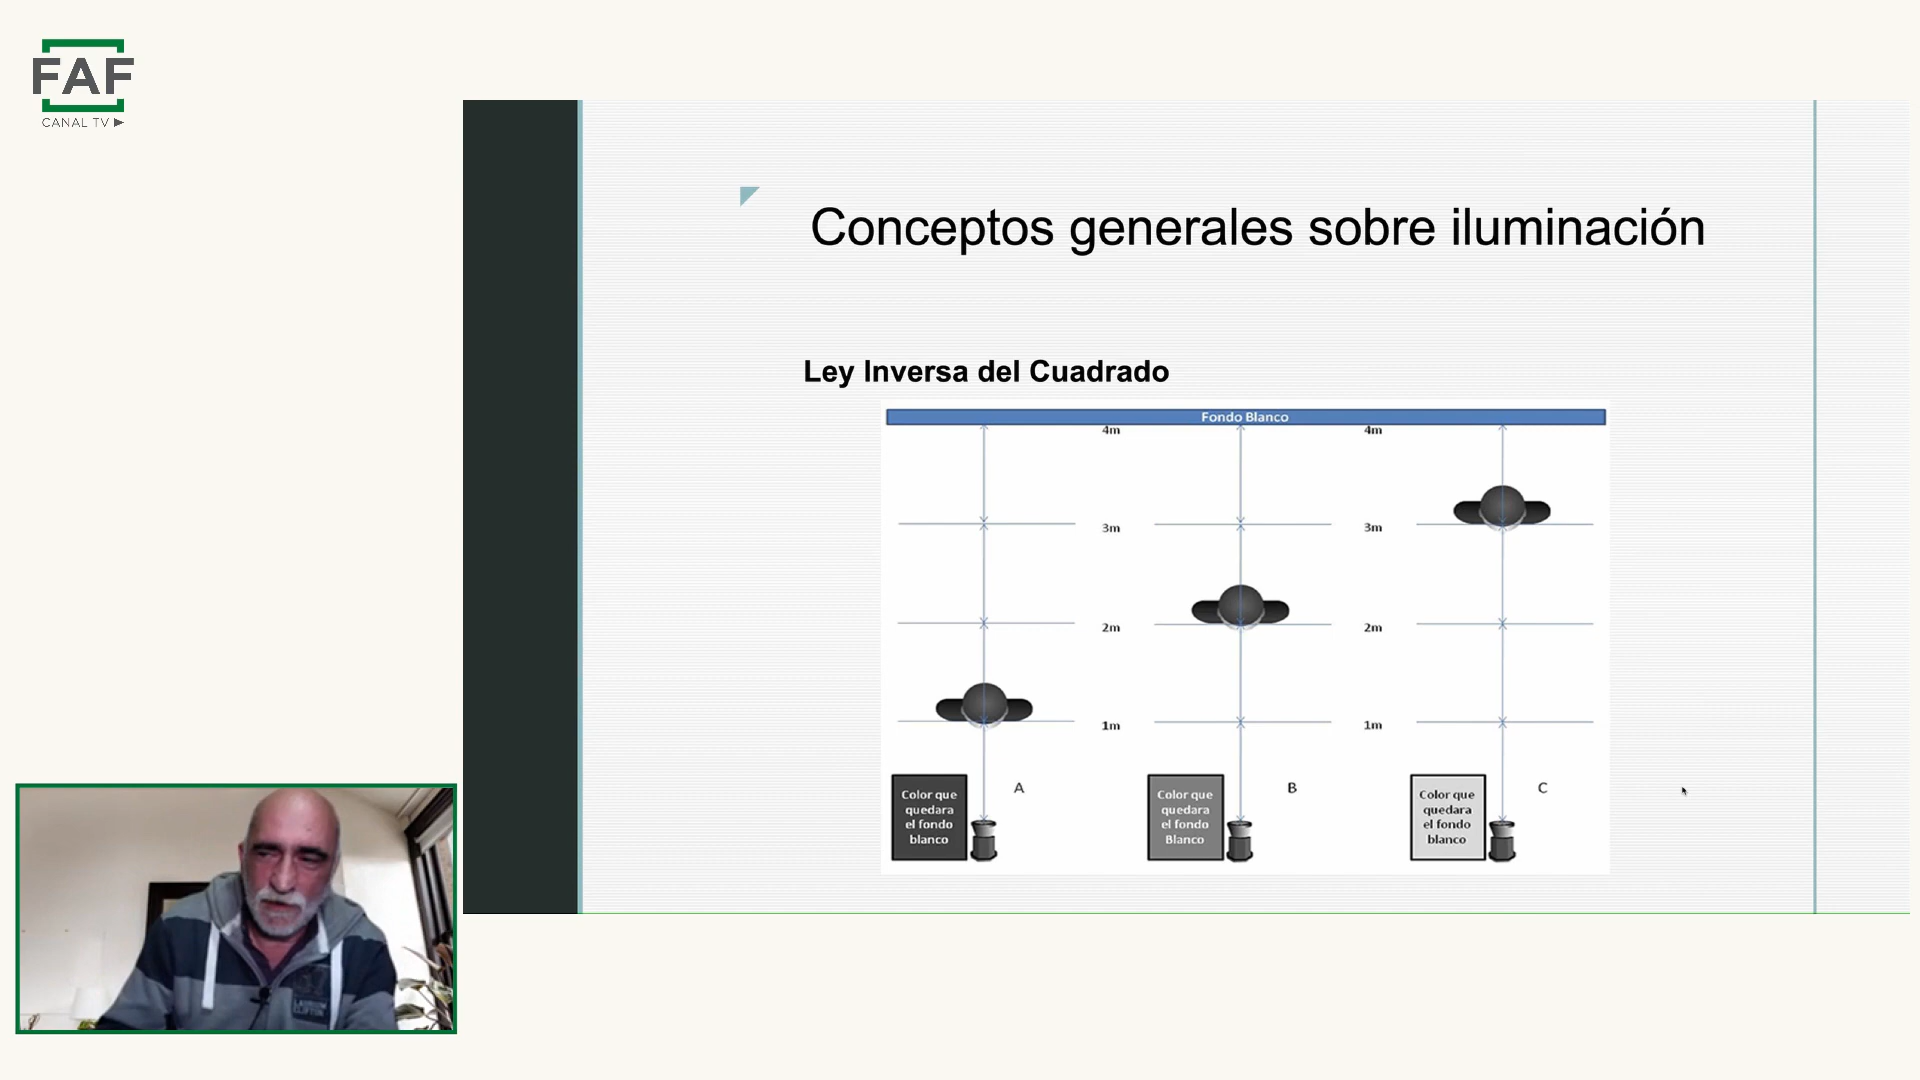 FAF
CANAL TV
Conceptos generales sobre iluminación
Ley Inversa del Cuadrado
Fondo Blanco
4m
4m
3m
3m
2m
2m
1m
1m
A
B
C
Color que
quedara
el fondo
blanco
Color que
quedara
el fondo
Blanco
Color que
quedara
el fondo
blanco